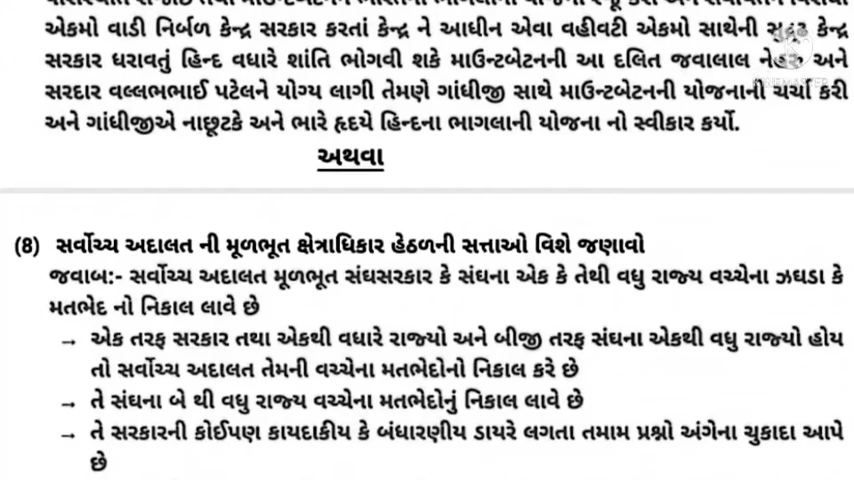 એકમો વાડી નિર્બળ કેન્દ્ર સરકાર કરતાં કેન્દ્ર ને આધીન એવા વહીવટી એકમો સાથેની સુદૃઢ કેન્દ્ર
સરકાર ધરાવતું હિન્દ વધારે શાંતિ ભોગવી શકે માઉન્ટબેટનની આ દલિત જવાલાલ નેહરુ અને
સરદાર વલ્લભભાઈ પટેલને યોગ્ય લાગી તેમણે ગાંધીજી સાથે માઉન્ટબેટનની યોજનાની ચર્ચા કરી
અને ગાંધીજીએ નાછૂટકે અને ભારે હૃદયે હિન્દના ભાગલાની યોજના નો સ્વીકાર કર્યો.
અથવા
(8) સર્વોચ્ચ અદાલત ની મૂળભૂત ક્ષેત્રાધિકાર હેઠળની સત્તાઓ વિશે જણાવો
જવાબ:- સર્વોચ્ચ અદાલત મૂળભૂત સંઘસરકાર કે સંઘના એક કે તેથી વધુ રાજ્ય વચ્ચેના ઝઘડા કે
મતભેદ નો નિકાલ લાવે છે
→ એક તરફ સરકાર તથા એકથી વધારે રાજ્યો અને બીજી તરફ સંઘના એકથી વધુ રાજ્યો હોય
તો સર્વોચ્ચ અદાલત તેમની વચ્ચેના મતભેદોનો નિકાલ કરે છે
→ તે સંઘના બે થી વધુ રાજ્ય વચ્ચેના મતભેદોનું નિકાલ લાવે છે
→ તે સરકારની કોઈપણ કાયદાકીય કે બંધારણીય ડાયરે લગતા તમામ પ્રશ્નો અંગેના ચુકાદા આપે
છે